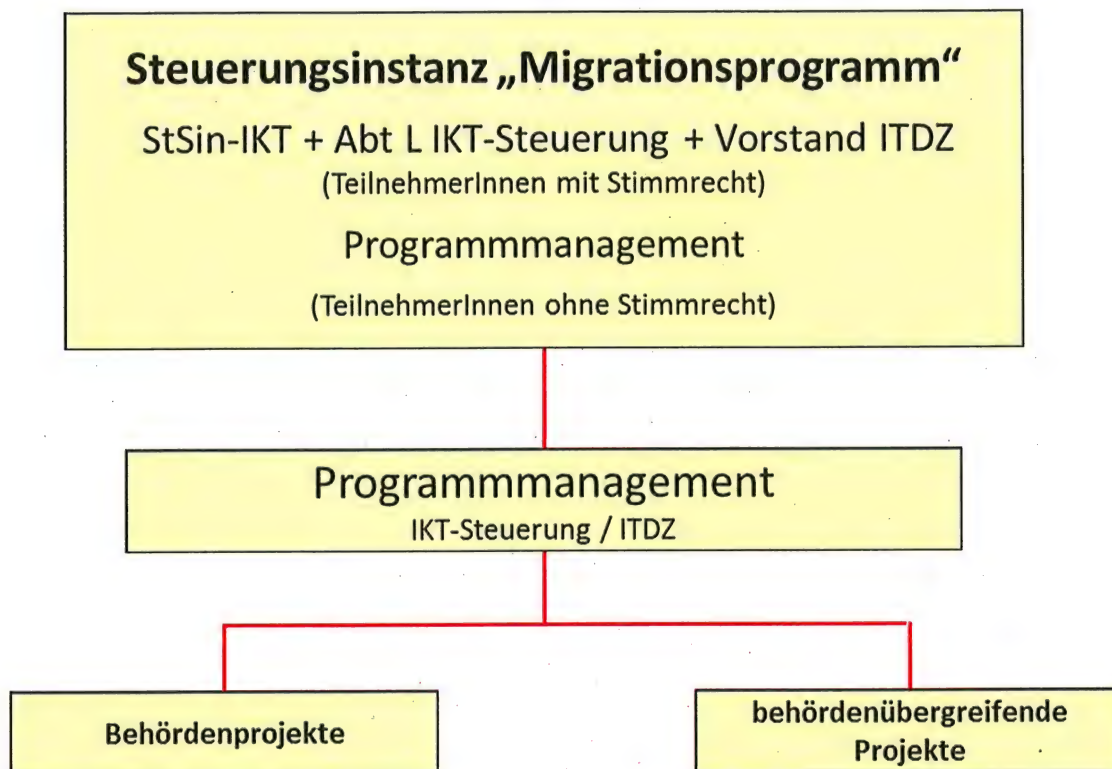 Steuerungsinstanz „Migrationsprogramm“
StSin-IKT + Abt L IKT-Steuerung + Vorstand ITDZ
(TeilnehmerInnen mit Stimmrecht)
Programmmanagement
(TeilnehmerInnen ohne Stimmrecht)
Programmmanagement
IKT-Steuerung / ITDZ
Behördenprojekte
behördenübergreifende
Projekte